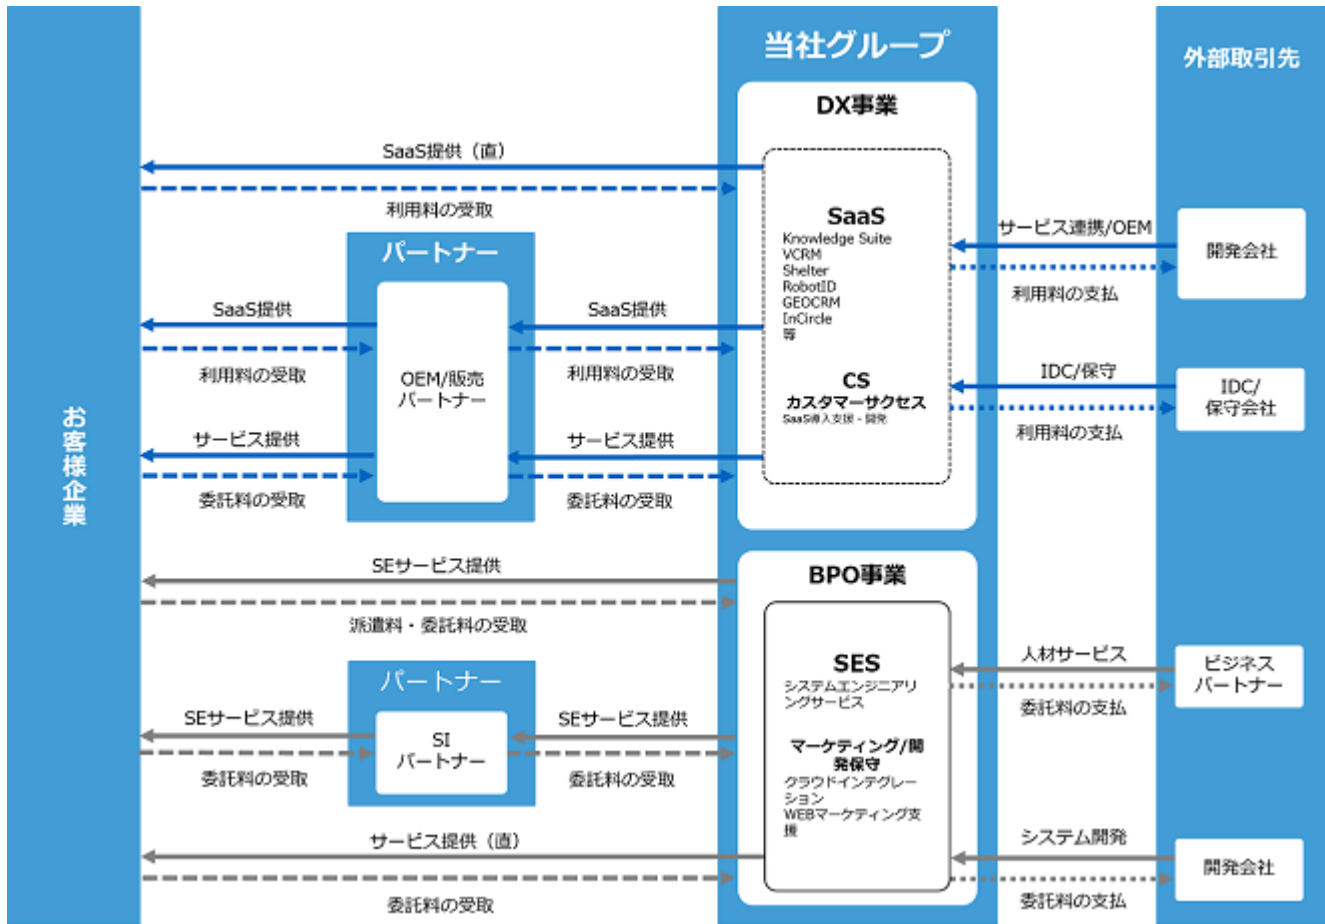 当社グループ
外部取引先
DX事業
SaaS提供（直）
利用料の受取
SaaS
Knowledge Suite
VCRM
Shelter
RobotID
GEOCRM
InCircle
等
サービス連携/OEM
開発会社
利用料の支払
パートナー
SaaS提供
SaaS提供
利用料の受取
利用料の受取
OEM/販売
パートナー
CS
カスタマーサクセス
SaaS導入支援・開発
IDC/保守
IDC/
保守会社
利用料の支払
お客様企業
サービス提供
サービス提供
委託料の受取
委託料の受取
SEサービス提供
派遣料・委託料の受取
BPO事業
SES
システムエンジニアリ
ングサービス
人材サービス
ビジネス
パートナー
委託料の支払
パートナー
SEサービス提供
SEサービス提供
SI
パートナー
委託料の受取
委託料の受取
マーケティング/開
発保守
クラウドインテグレー
ション
WEBマーケティング支
援
サービス提供（直）
委託料の受取
システム開発
開発会社
委託料の支払